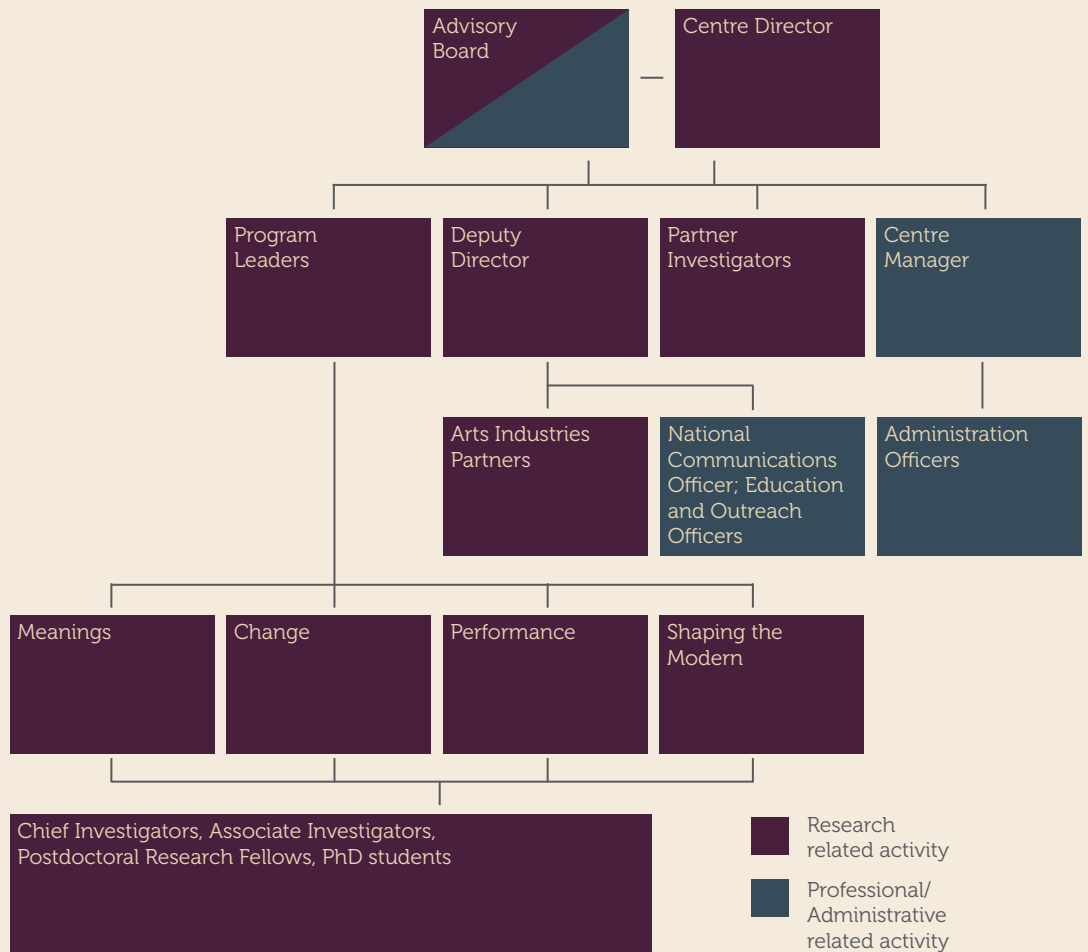 Advisory
Board
Centre Director
Program
Leaders
Deputy
Director
Partner
Investigators
Centre
Manager
Arts Industries
Partners
National
Communications
Officer; Education
and Outreach
Officers
Administration
Officers
Meanings
Change
Performance
Shaping the
Modern
Chief Investigators, Associate Investigators,
Postdoctoral Research Fellows, PhD students
Research
related activity
Professional/
Administrative
related activity